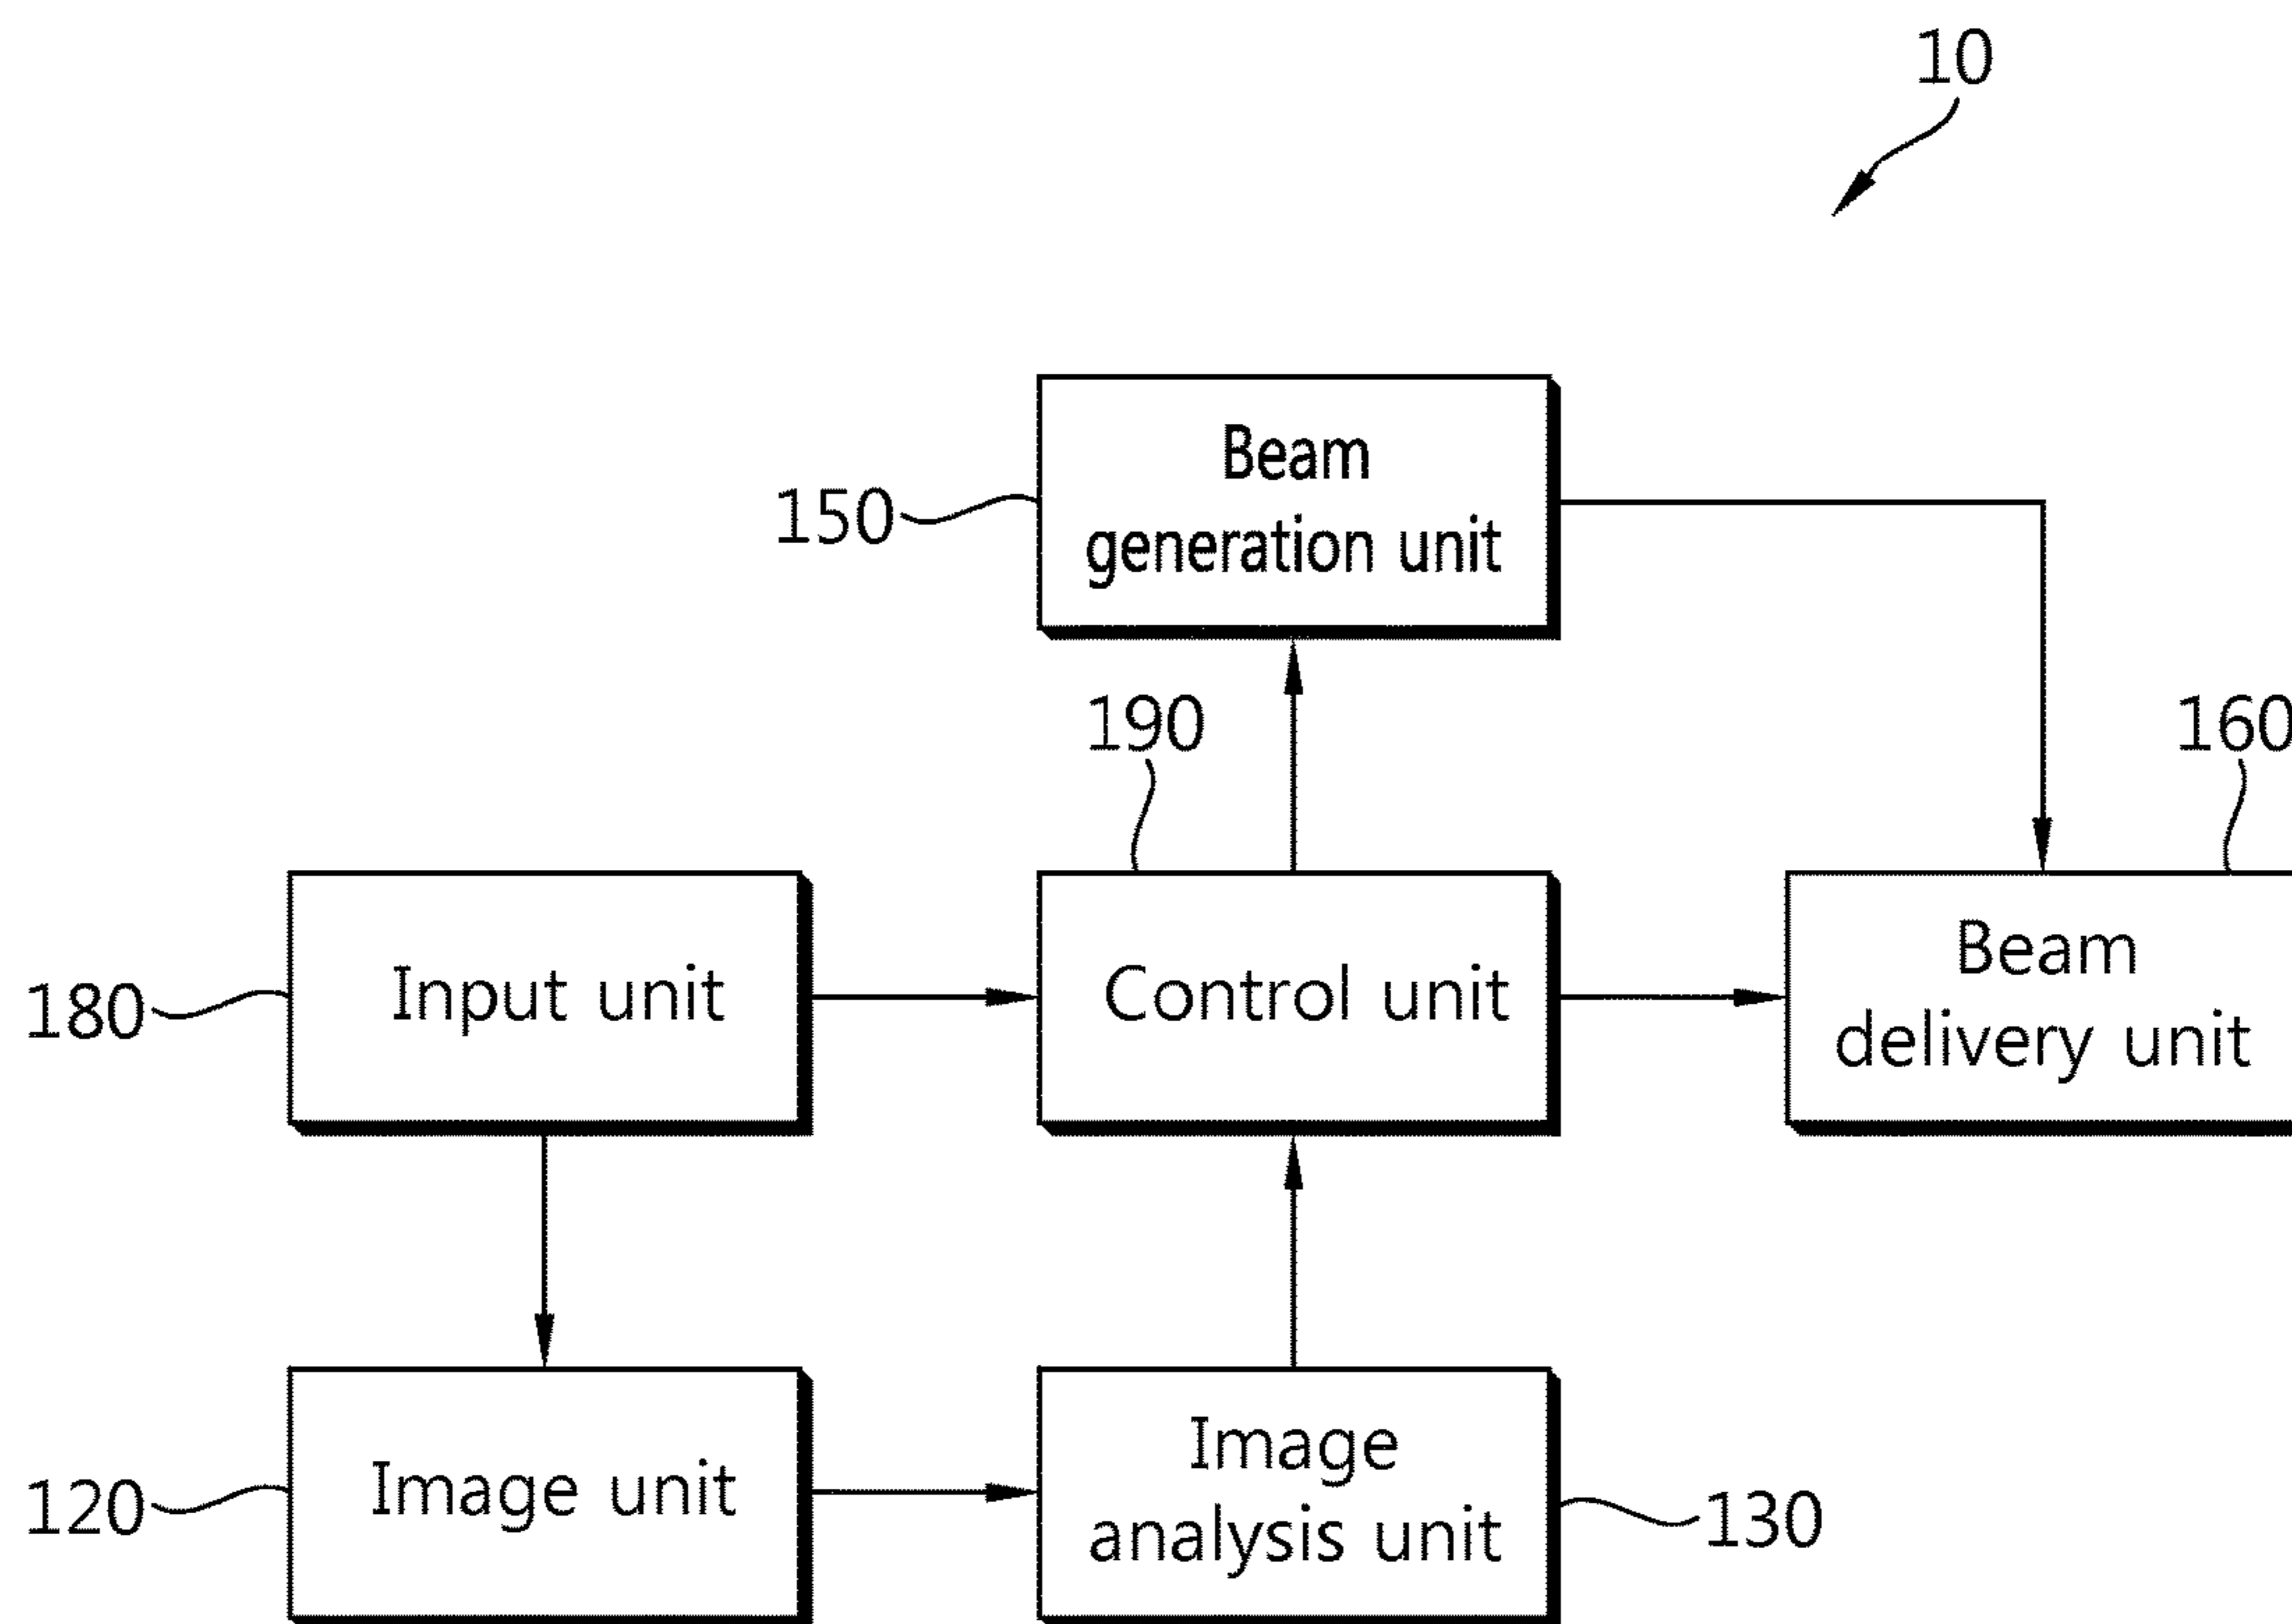 10
Beam
generation unit
150
190
160
Input unit
Control unit
Beam
delivery unit
180
Image unit
Image
analysis unit
120
130